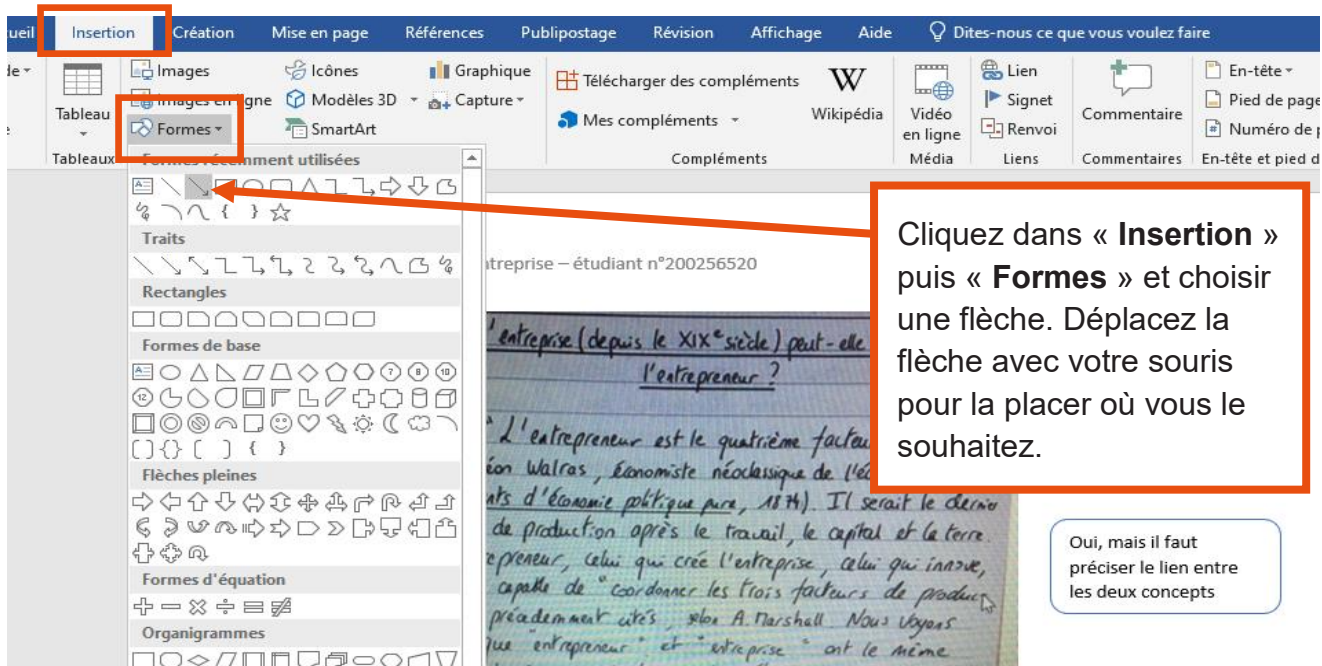 ueil Insertion Création Mise en page Références Publipostage Révision Affichage Aide Dites-nous ce que vous voulez faire
Images Icônes Graphique Télécharger des compléments Lien En-tête
Images en ligne Modèles 3D Capture Signet Pied de page
Tableau Formes SmartArt Mes compléments Wikipédia Vidéo en ligne Renvoi Commentaire Numéro de p
Tableaux Compléments Média Liens Commentaires En-tête et pied d
Formes récemment utilisées
Traits
Rectangles
Formes de base
Flèches pleines
Formes d'équation
Organigrammes
Cliquez dans « Insertion »
puis « Formes » et choisir
une flèche. Déplacez la
flèche avec votre souris
pour la placer où vous le
souhaitez.
treprise – étudiant n°200256520
l'entreprise (depuis le XIXe siècle) peut-elle
l'entrepreneur ?
L'entrepreneur est le quatrième facteu
éon Walras, économiste néoclassique de l'éc
nts d'économie politique pure, 1874). Il serait le dernier
de production après le travail, le capital et la terre.
epreneur, celui qui crée l'entreprise, celui qui innove,
capable de "coordonner les trois facteurs de product
précedemment cités, selon A. Marshall Nous voyons
que "entrepreneur" et "entreprise" ont le même
Oui, mais il faut
préciser le lien entre
les deux concepts